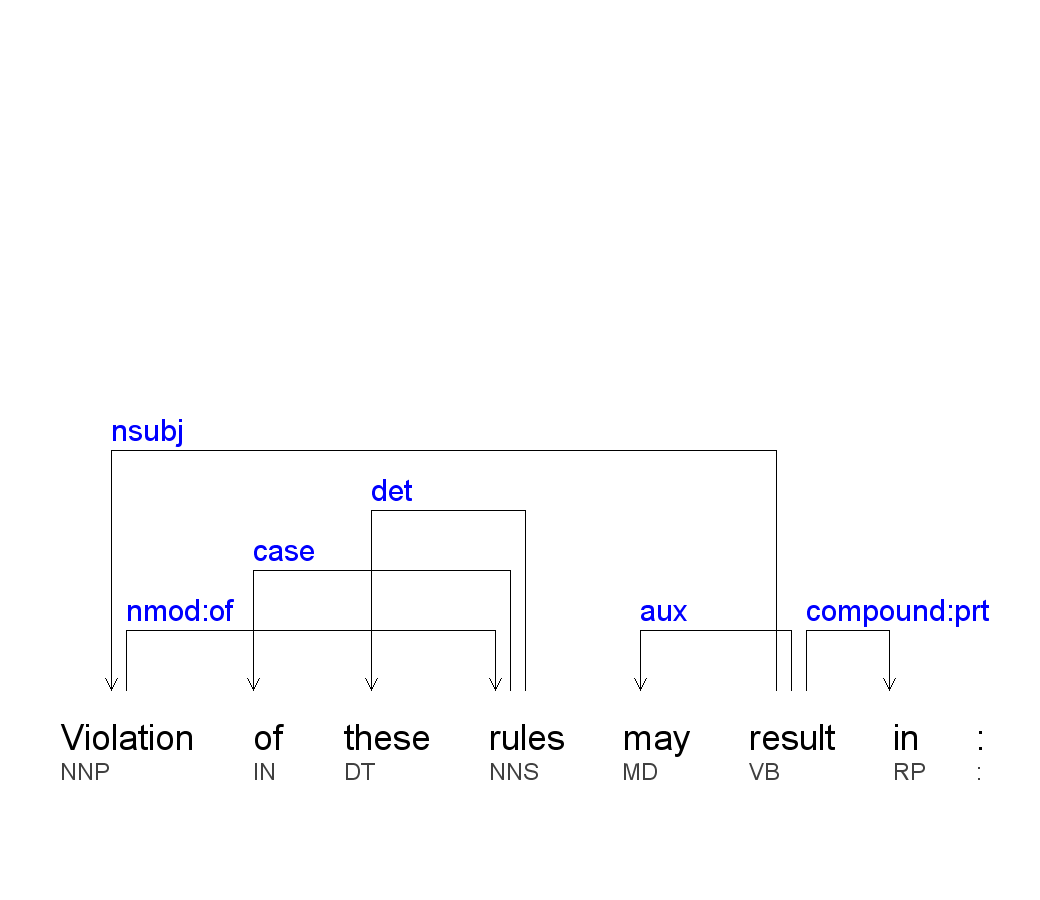 nsubj
det
case
nmod:of aux compound:prt
Violation of these rules may result in :
NNP IN DT NNS MD VB RP :